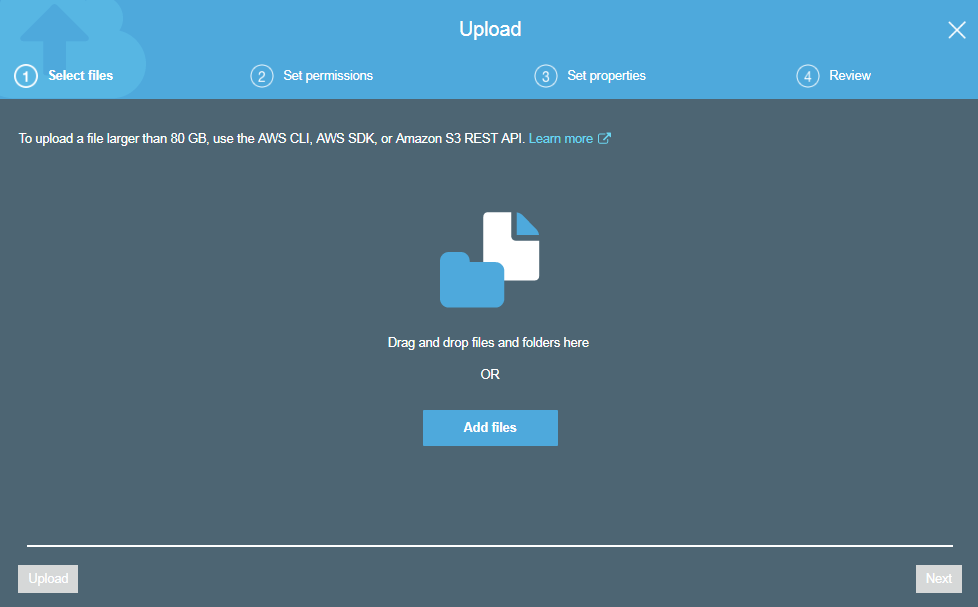 Upload
1 Select files
2 Set permissions
3 Set properties
4 Review
To upload a file larger than 80 GB, use the AWS CLI, AWS SDK, or Amazon S3 REST API. Learn more
Drag and drop files and folders here
OR
Add files
Upload
Next